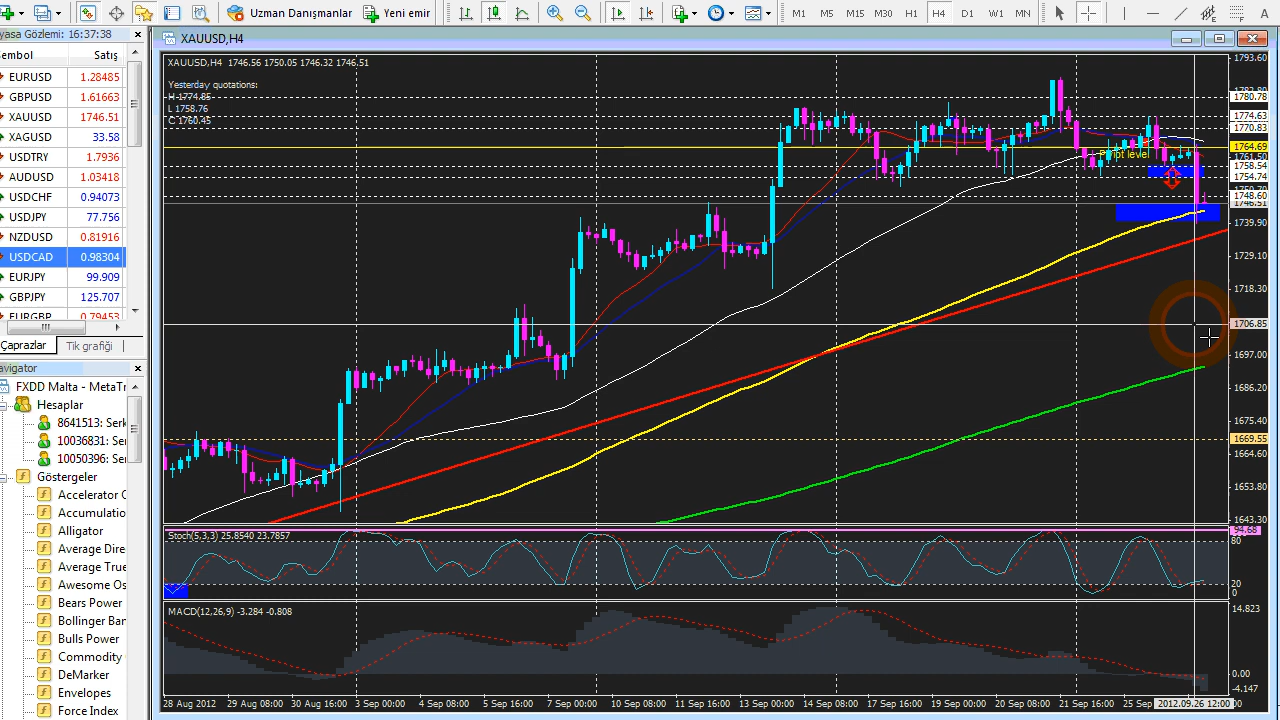 Uzman Danışmanlar
Yeni emir
M1 M5 M15 M30 H1 H4 D1 W1 MN
A
yasa Gözlemi: 16:37:38
embol Satış
EURUSD 1.28485
GBPUSD 1.61663
XAUUSD 1746.51
XAGUSD 33.58
USDTRY 1.7936
AUDUSD 1.03418
USDCHF 0.94073
USDJPY 77.756
NZDUSD 0.81916
USDCAD 0.98304
EURJPY 99.909
GBPJPY 125.707
EURGBP 0.79453
Çaprazlar Tik grafiği
avigator
FXDD Malta - MetaTr
Hesaplar
8641513: Serk
10036831: Ser
10050396: Ser
Göstergeler
Accelerator O
Accumulatio
Alligator
Average Dire
Average True
Awesome Os
Bears Power
Bollinger Ban
Bulls Power
Commodity
DeMarker
Envelopes
Force Index
XAUUSD,H4
XAUUSD,H4 1746.56 1750.05 1746.32 1746.51
Yesterday quotations:
H 1774.85
L 1758.76
C 1760.45
level
1793.60
1780.78
1774.63
1770.83
1764.69
1761.50
1758.54
1754.74
1748.60
1746.51
1739.90
1729.10
1718.30
1706.85
1697.00
1686.20
1675.40
1669.55
1664.60
1653.80
1643.30
Stoch(5,3,3) 25.8540 23.7857
94.68
80
20
0
MACD(12,26,9) -3.284 -0.808
14.823
0.00
-4.147
28 Aug 2012 29 Aug 08:00 30 Aug 16:00 3 Sep 00:00 4 Sep 08:00 5 Sep 16:00 7 Sep 00:00 10 Sep 08:00 11 Sep 16:00 13 Sep 00:00 14 Sep 08:00 17 Sep 16:00 19 Sep 00:00 20 Sep 08:00 21 Sep 16:00 25 Sep 2012.09.26 12:00